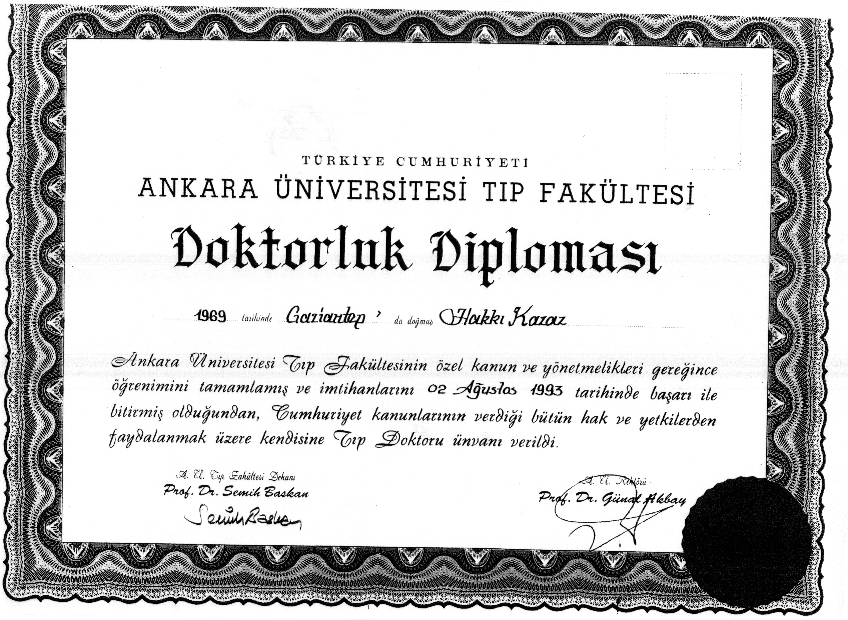 TÜRKİYE CUMHURİYETİ
ANKARA ÜNİVERSİTESİ TIP FAKÜLTESİ
Doktorluk Diploması
1969 tarihinde Gaziantep ' da doğmuş Hakkı Kazaz
Ankara Üniversitesi Tıp Fakültesinin özel kanun ve yönetmelikleri gereğince
öğrenimini tamamlamış ve imtihanlarını 02 Ağustos 1993 tarihinde başarı ile
bitirmiş olduğundan, Cumhuriyet kanunlarının verdiği bütün hak ve yetkilerden
faydalanmak üzere kendisine Tıp Doktoru ünvanı verildi.
A. Ü. Tıp Fakültesi Dekanı
Prof. Dr. Semih Baskan
Semih Baskan
A. Ü. Rektörü
Prof. Dr. Günal Akbay